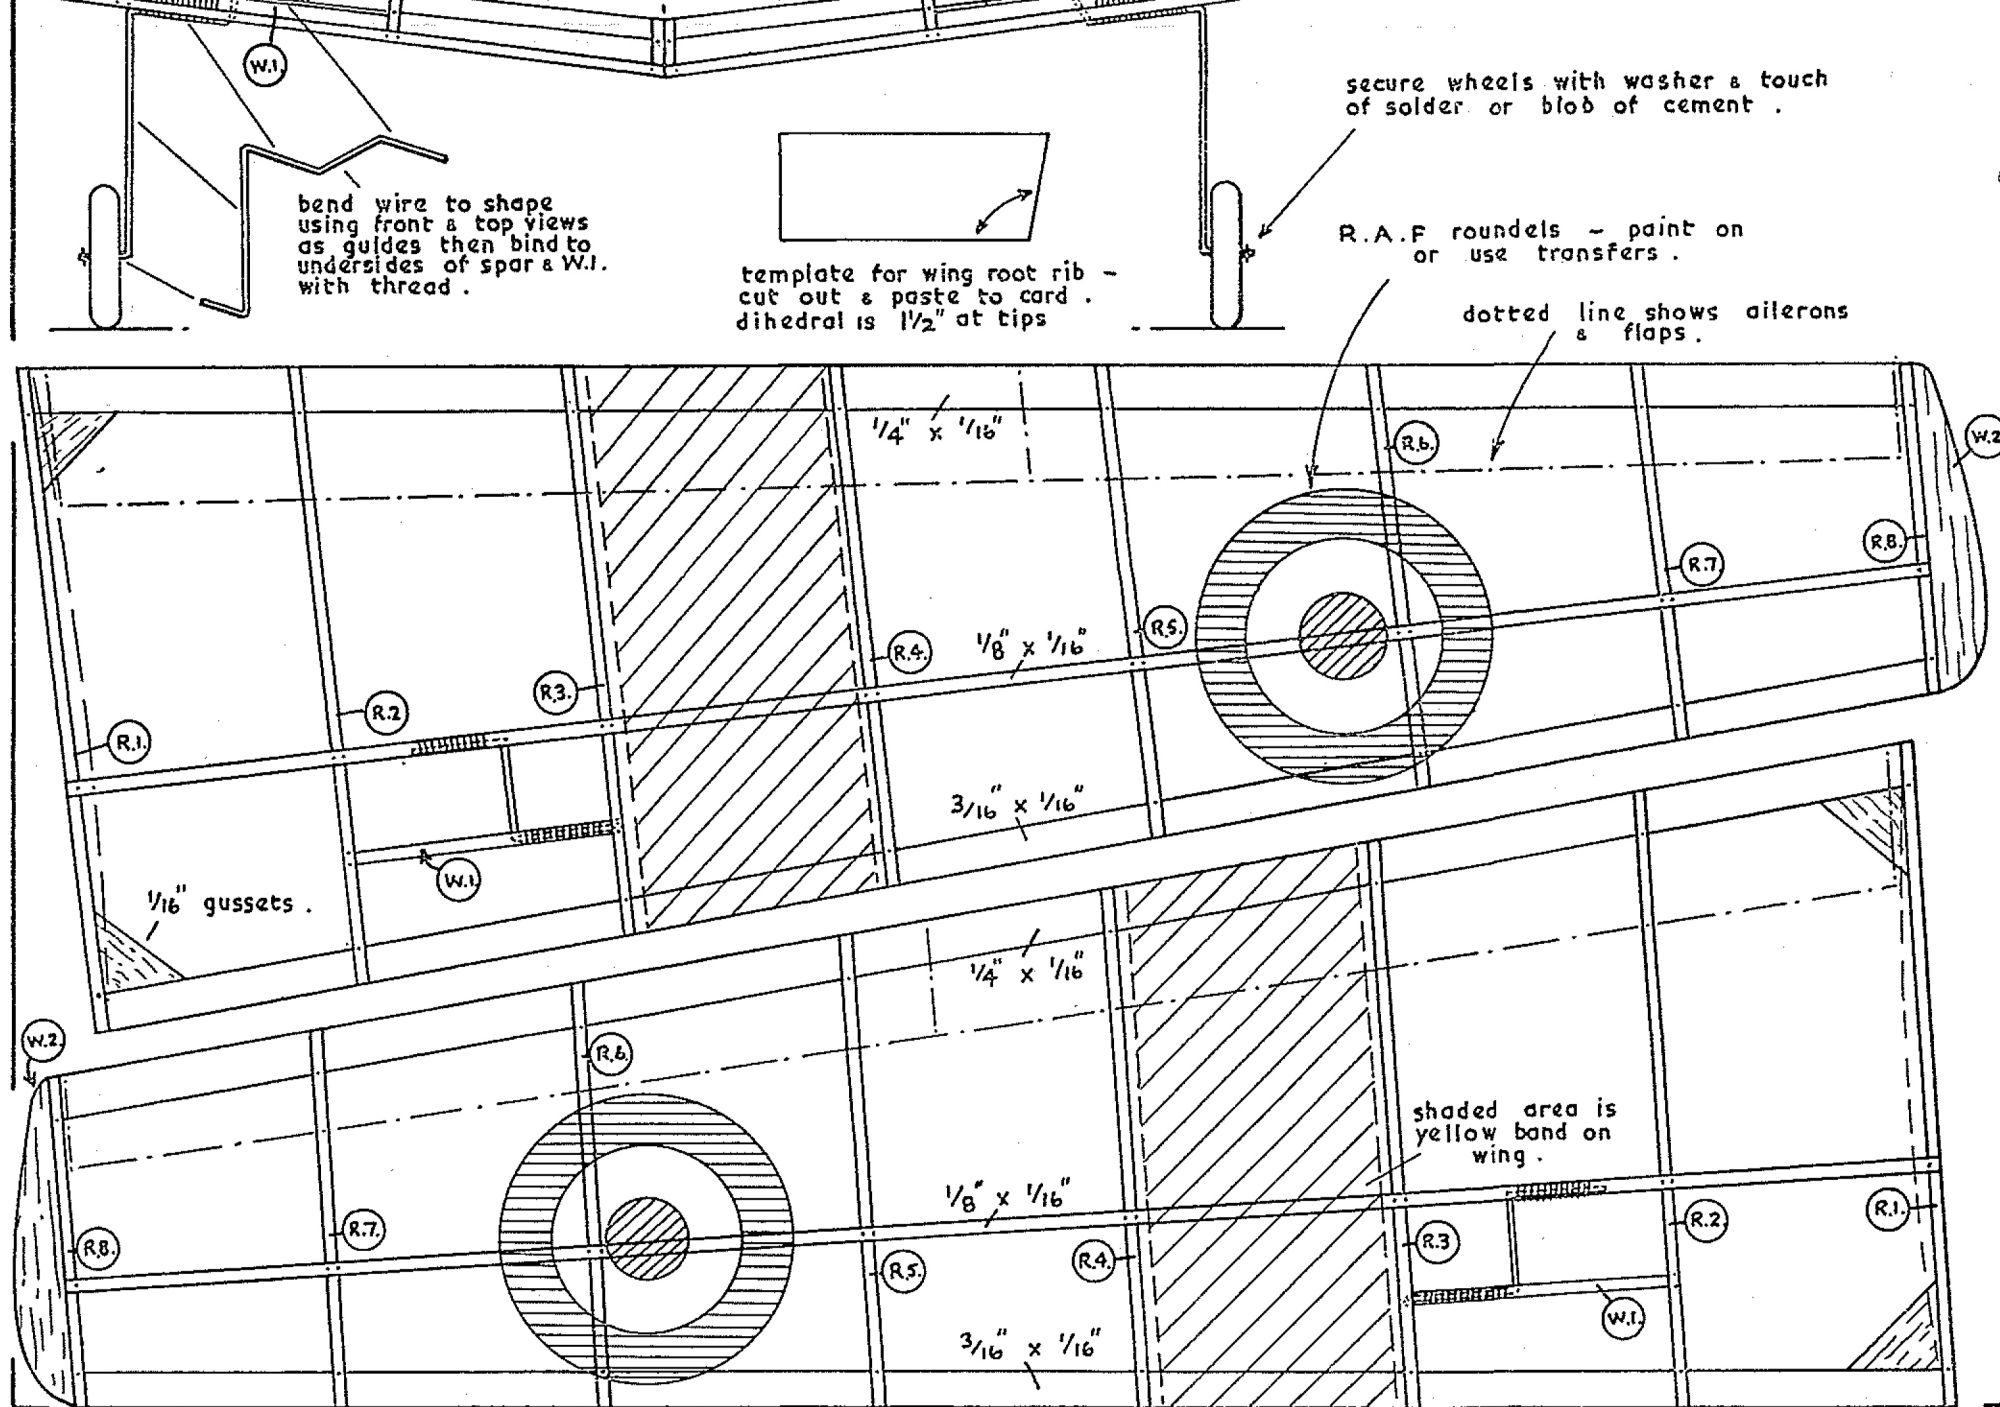 W.1.
secure wheels with washer & touch
of solder or blob of cement .
bend wire to shape
using front & top views
as guides then bind to
undersides of spar & W.1.
with thread .
template for wing root rib –
cut out & paste to card .
dihedral is 1 1/2" at tips
R.A.F roundels – paint on
or use transfers .
dotted line shows ailerons
& flaps .
1/4" x 1/16"
R.6.
W.2
R.8.
R.7
R.5.
1/8" x 1/16"
R.4.
R.3.
R.2
R.1.
3/16" x 1/16"
W.1.
1/16" gussets .
1/4" x 1/16"
W.2.
R.6.
shaded area is
yellow band on
wing .
1/8" x 1/16"
R.8.
R.7.
R.5.
R.4.
R.3
R.2.
R.1.
W.1.
3/16" x 1/16"